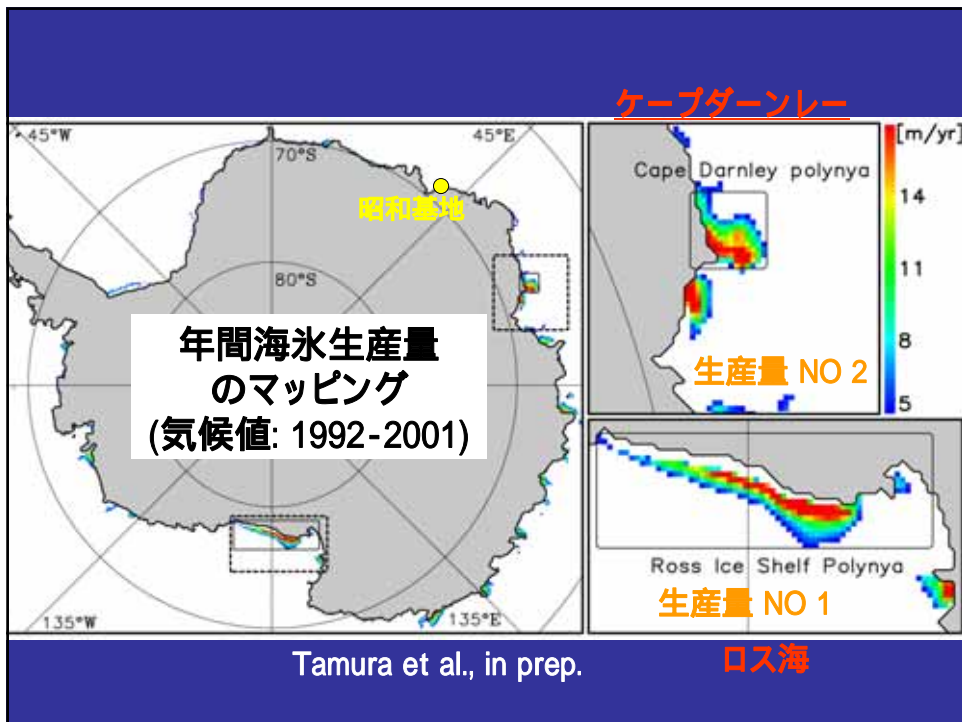 ケープダーンレー
45°W
45°E
70°S
昭和基地
80°S
年間海氷生産量
のマッピング
(気候値: 1992-2001)
135°W
135°E
Cape Darnley polynya
生産量 NO 2
[m/yr]
14
11
8
5
Ross Ice Shelf Polynya
生産量 NO 1
Tamura et al., in prep.
ロス海